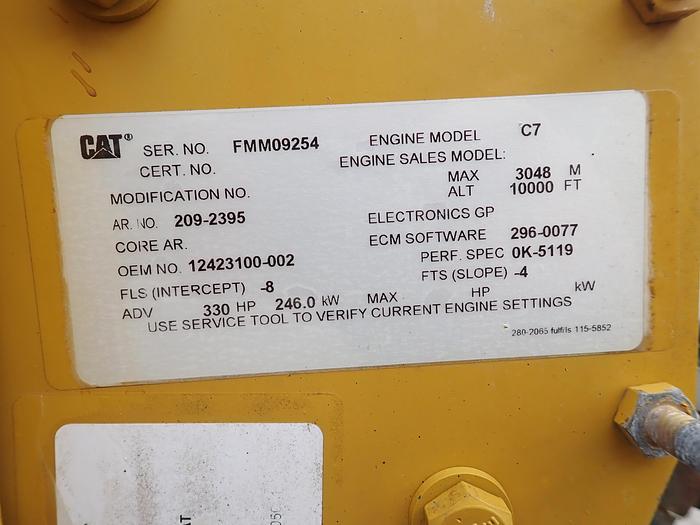 CAT® SER. NO. FMM09254 ENGINE MODEL C7
CERT. NO. ENGINE SALES MODEL:
MODIFICATION NO. MAX 3048 M
ALT 10000 FT
AR. NO. 209-2395 ELECTRONICS GP
CORE AR. ECM SOFTWARE 296-0077
OEM NO. 12423100-002 PERF. SPEC 0K-5119
FLS (INTERCEPT) -8 FTS (SLOPE) -4
ADV 330 HP 246.0 kW MAX HP kW
USE SERVICE TOOL TO VERIFY CURRENT ENGINE SETTINGS
280-2065 fulfils 115-5852